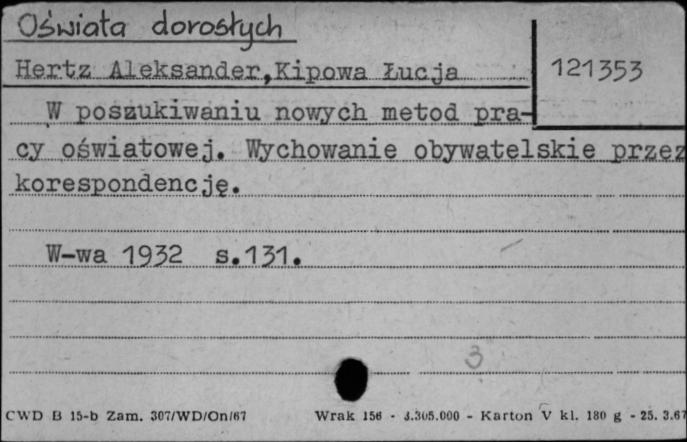 Oświata dorosłych
Hertz Aleksander,Kipowa Łucja
121353
W poszukiwaniu nowych metod pra-
cy oświatowej. Wychowanie obywatelskie przez
korespondencję.
W-wa 1932 s.131.
3
CWD B 15-b Zam. 307/WD/On/67 Wrak 156 - 3.305.000 - Karton V kl. 180 g - 25. 3.67